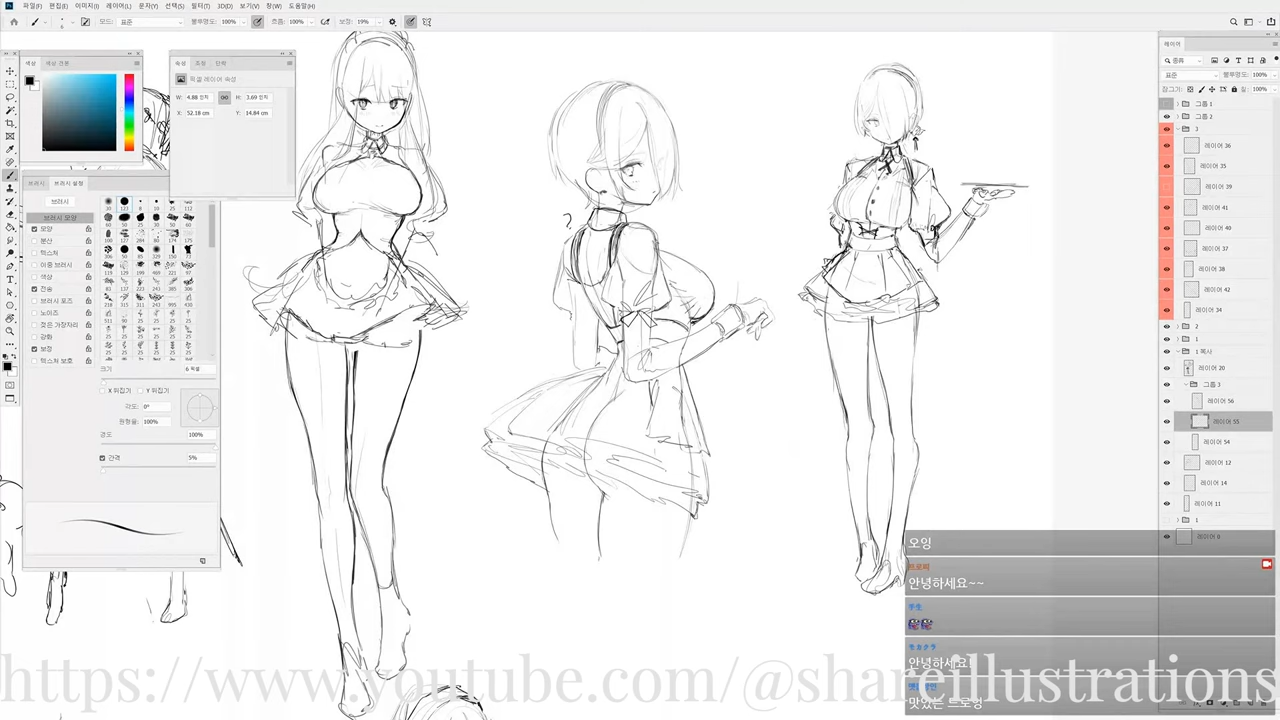 파일(F) 편집(E) 이미지(I) 레이어(L) 문자(Y) 선택(S) 필터(T) 3D(D) 보기(V) 창(W) 도움말(H)
모드: 표준 불투명도: 100% 흐름: 100% 보정: 19%
색상 색상 견본
속성 조정 단락
픽셀 레이어 속성
W: 4.88 인치 H: 3.69 인치
X: 52.18 cm Y: 14.84 cm
브러시 브러시 설정
브러시
브러시 모양
모양
분산
텍스처
이중 브러시
색상
전송
브러시 포즈
노이즈
젖은 가장자리
강화
보정
텍스처 보호
크기 6 픽셀
X 뒤집기 Y 뒤집기
각도: 0°
원형율: 100%
경도 100%
간격 5%
레이어
종류
표준 불투명도: 100%
잠그기: 칠: 100%
그룹 1
그룹 2
3
레이어 36
레이어 35
레이어 39
레이어 41
레이어 40
레이어 37
레이어 38
레이어 42
레이어 34
2
1
1 복사
레이어 20
그룹 3
레이어 56
레이어 55
레이어 54
레이어 12
레이어 14
레이어 11
1
레이어 0
?
오잉
트로피
안녕하세요~~
안녕하세요!
맛있는 트로잉
https://www.youtube.com/@shareillustrations